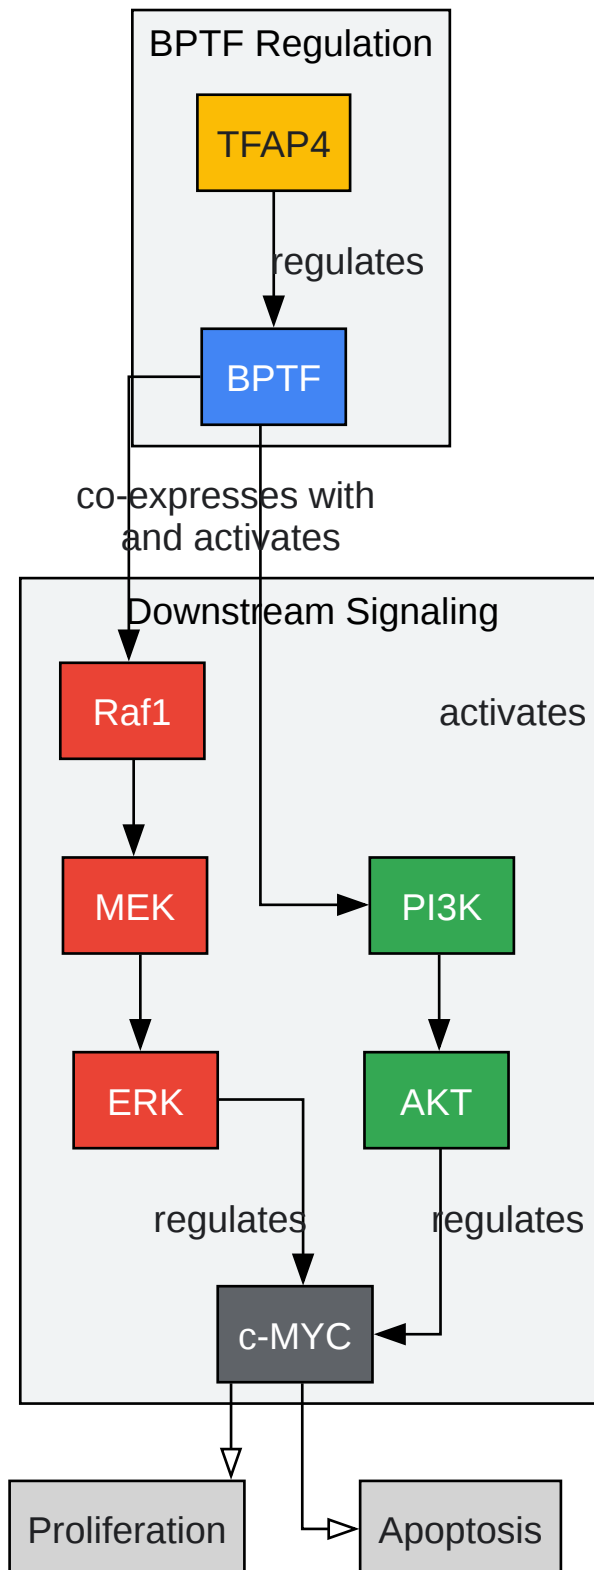 BPTF Regulation
TFAP4
regulates
BPTF
co-expresses with
and activates
Downstream Signaling
Raf1
activates
MEK
PI3K
ERK
AKT
regulates
regulates
c-MYC
Proliferation
Apoptosis